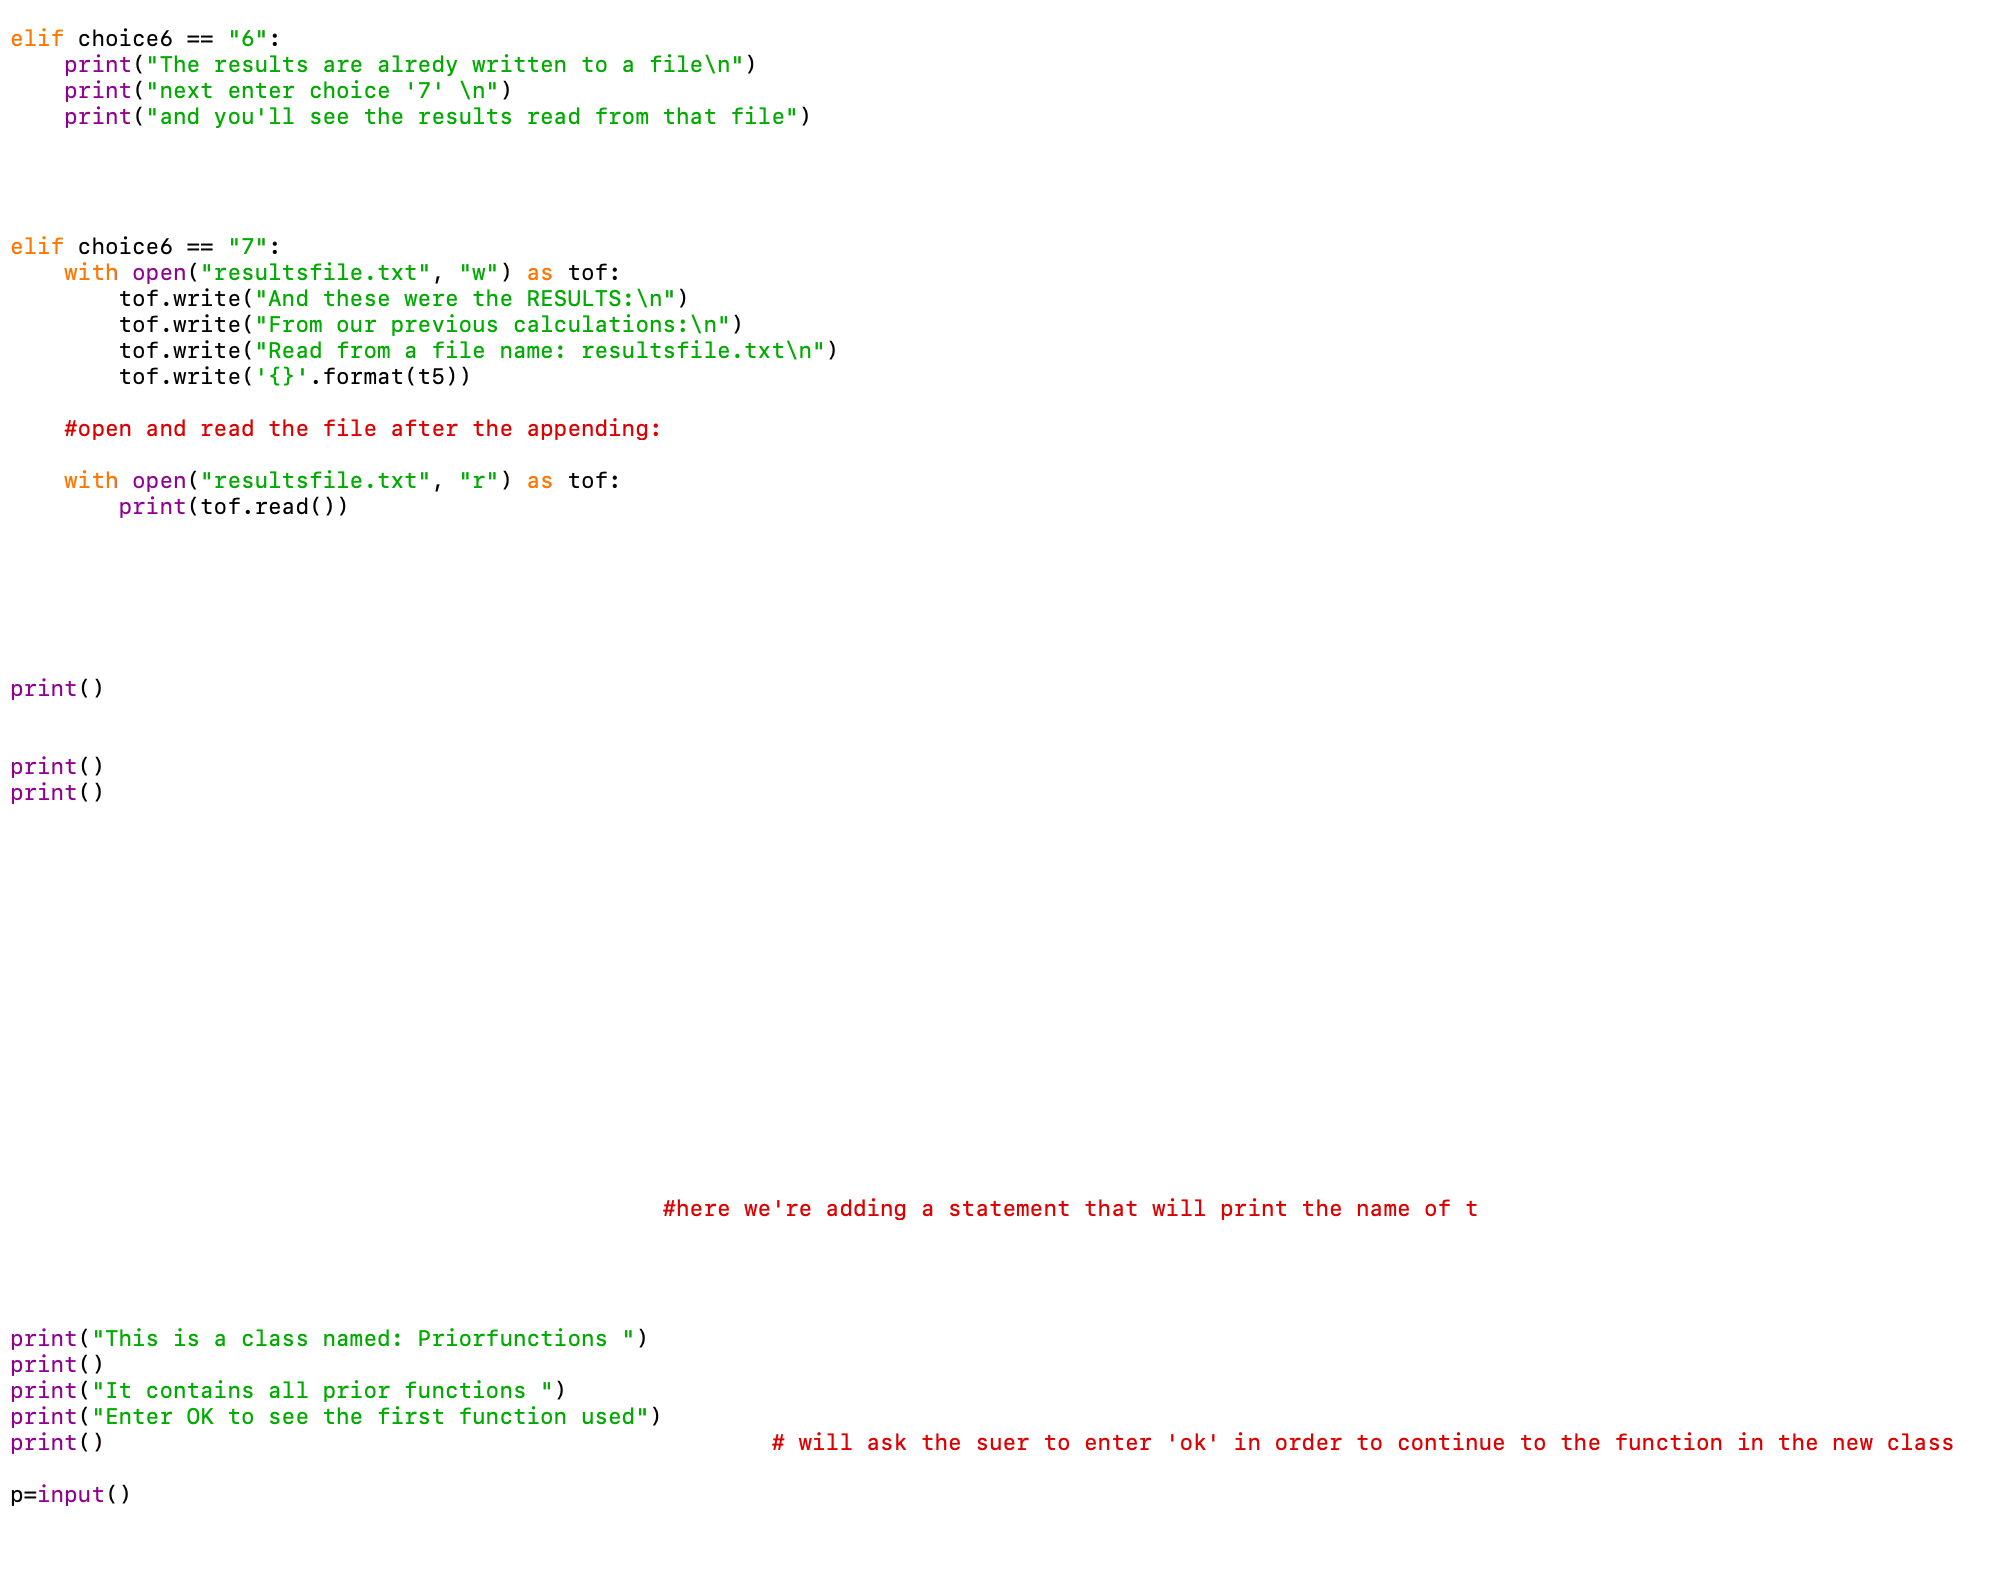 elif choice6 == "6":
    print("The results are alredy written to a file\n")
    print("next enter choice '7' \n")
    print("and you'll see the results read from that file")
elif choice6 == "7":
    with open("resultsfile.txt", "w") as tof:
        tof.write("And these were the RESULTS:\n")
        tof.write("From our previous calculations:\n")
        tof.write("Read from a file name: resultsfile.txt\n")
        tof.write('{}'.format(t5))
    #open and read the file after the appending:
    with open("resultsfile.txt", "r") as tof:
        print(tof.read())
print()
print()
print()
#here we're adding a statement that will print the name of t
print("This is a class named: Priorfunctions ")
print()
print("It contains all prior functions ")
print("Enter OK to see the first function used")
print() # will ask the suer to enter 'ok' in order to continue to the function in the new class
p=input()